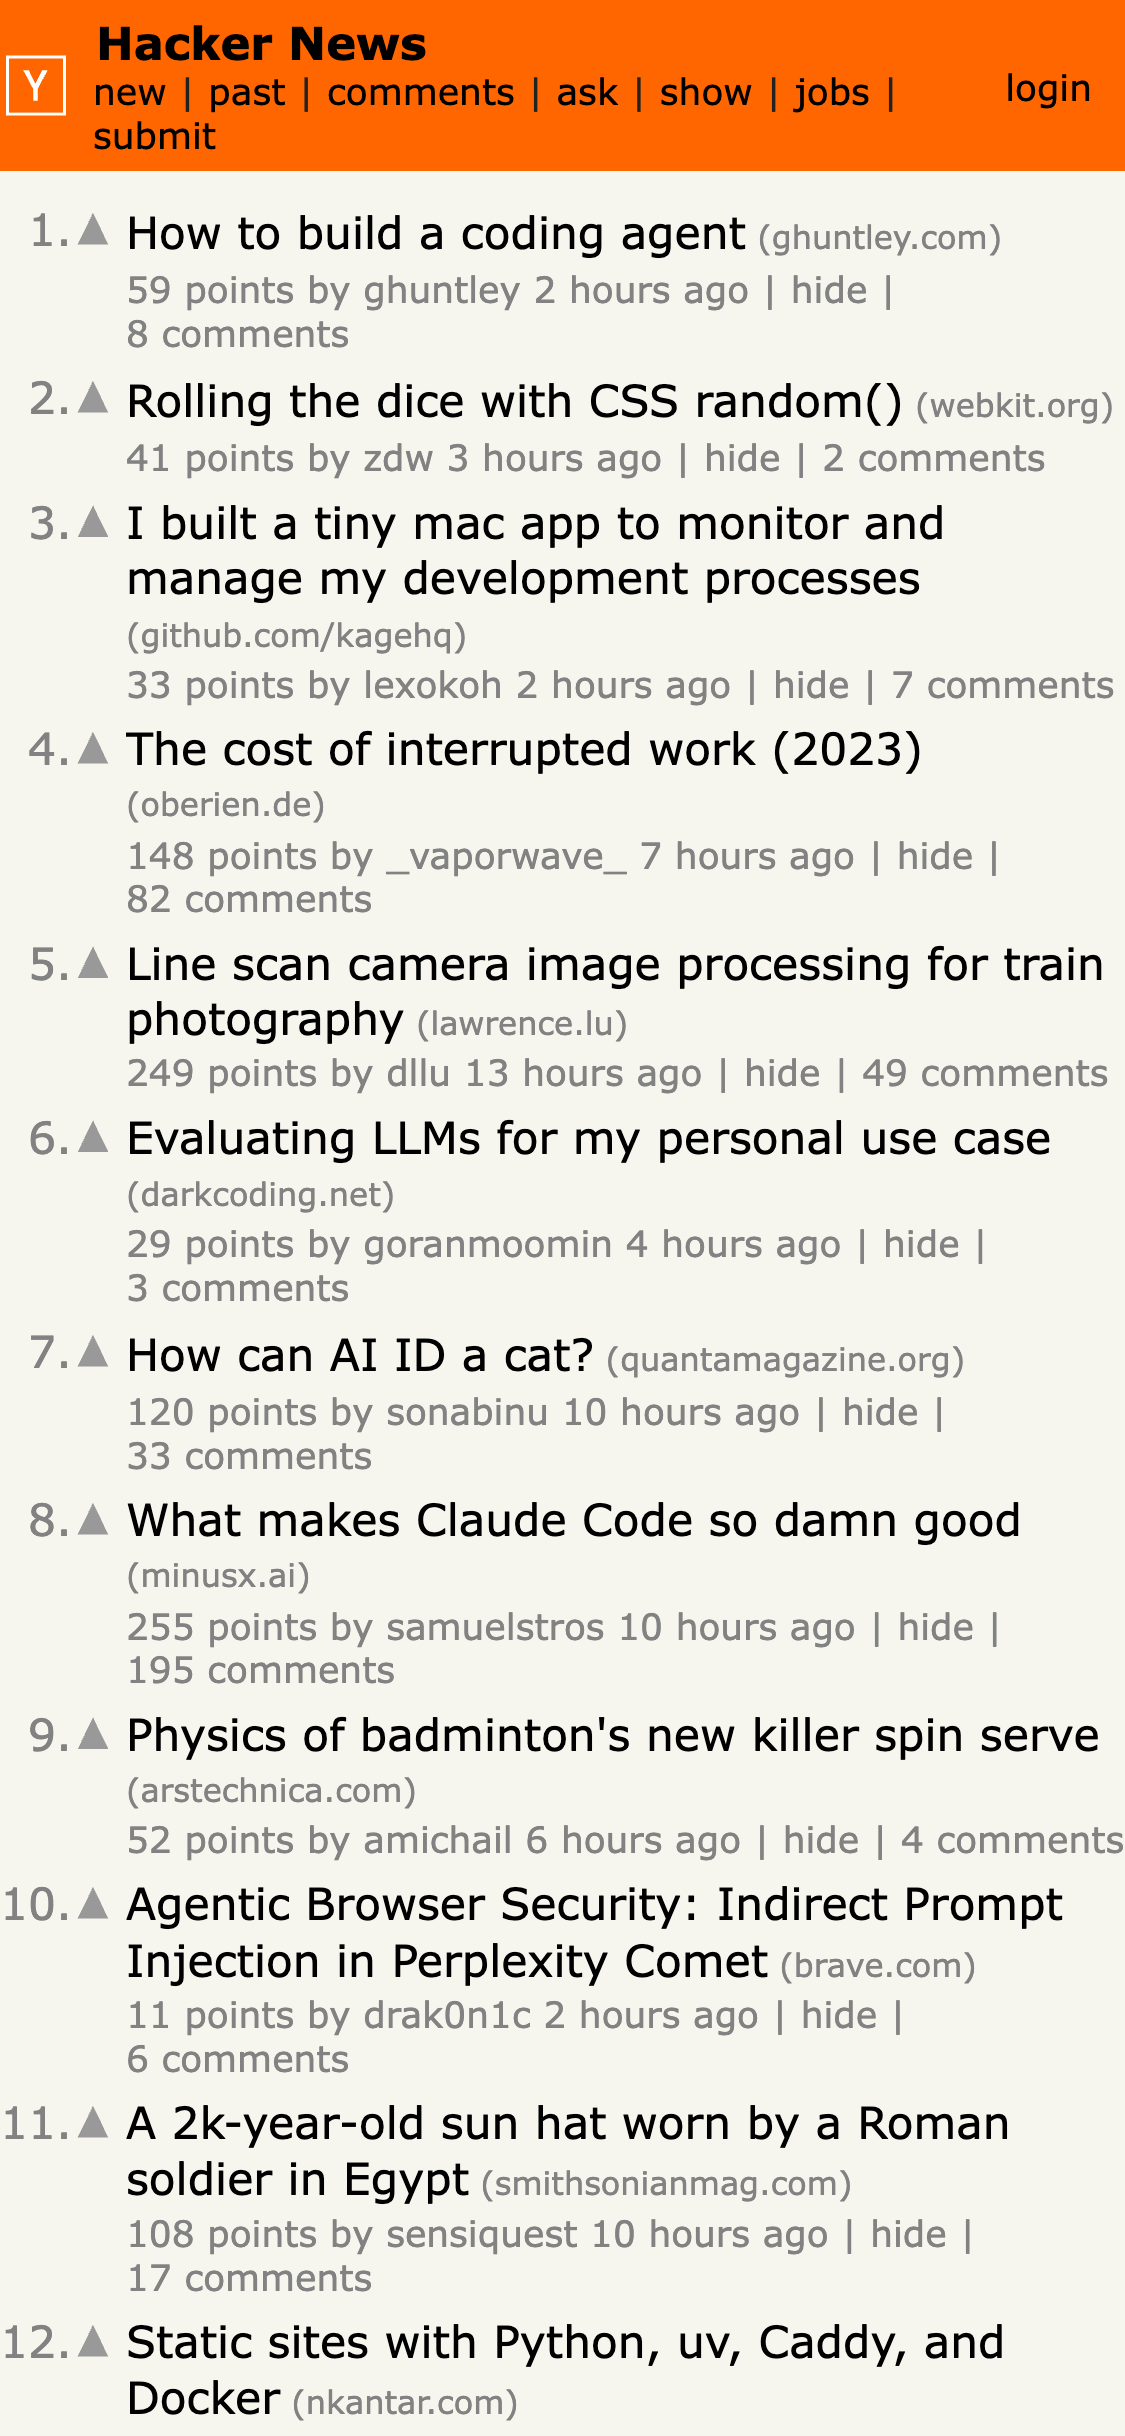 Hacker News
Y
new | past | comments | ask | show | jobs |
submit
login
1. ▲ How to build a coding agent (ghuntley.com)
59 points by ghuntley 2 hours ago | hide |
8 comments
2. ▲ Rolling the dice with CSS random() (webkit.org)
41 points by zdw 3 hours ago | hide | 2 comments
3. ▲ I built a tiny mac app to monitor and
manage my development processes
(github.com/kagehq)
33 points by lexokoh 2 hours ago | hide | 7 comments
4. ▲ The cost of interrupted work (2023)
(oberien.de)
148 points by _vaporwave_ 7 hours ago | hide |
82 comments
5. ▲ Line scan camera image processing for train
photography (lawrence.lu)
249 points by dllu 13 hours ago | hide | 49 comments
6. ▲ Evaluating LLMs for my personal use case
(darkcoding.net)
29 points by goranmoomin 4 hours ago | hide |
3 comments
7. ▲ How can AI ID a cat? (quantamagazine.org)
120 points by sonabinu 10 hours ago | hide |
33 comments
8. ▲ What makes Claude Code so damn good
(minusx.ai)
255 points by samuelstros 10 hours ago | hide |
195 comments
9. ▲ Physics of badminton's new killer spin serve
(arstechnica.com)
52 points by amichail 6 hours ago | hide | 4 comments
10. ▲ Agentic Browser Security: Indirect Prompt
Injection in Perplexity Comet (brave.com)
11 points by drak0n1c 2 hours ago | hide |
6 comments
11. ▲ A 2k-year-old sun hat worn by a Roman
soldier in Egypt (smithsonianmag.com)
108 points by sensiquest 10 hours ago | hide |
17 comments
12. ▲ Static sites with Python, uv, Caddy, and
Docker (nkantar.com)